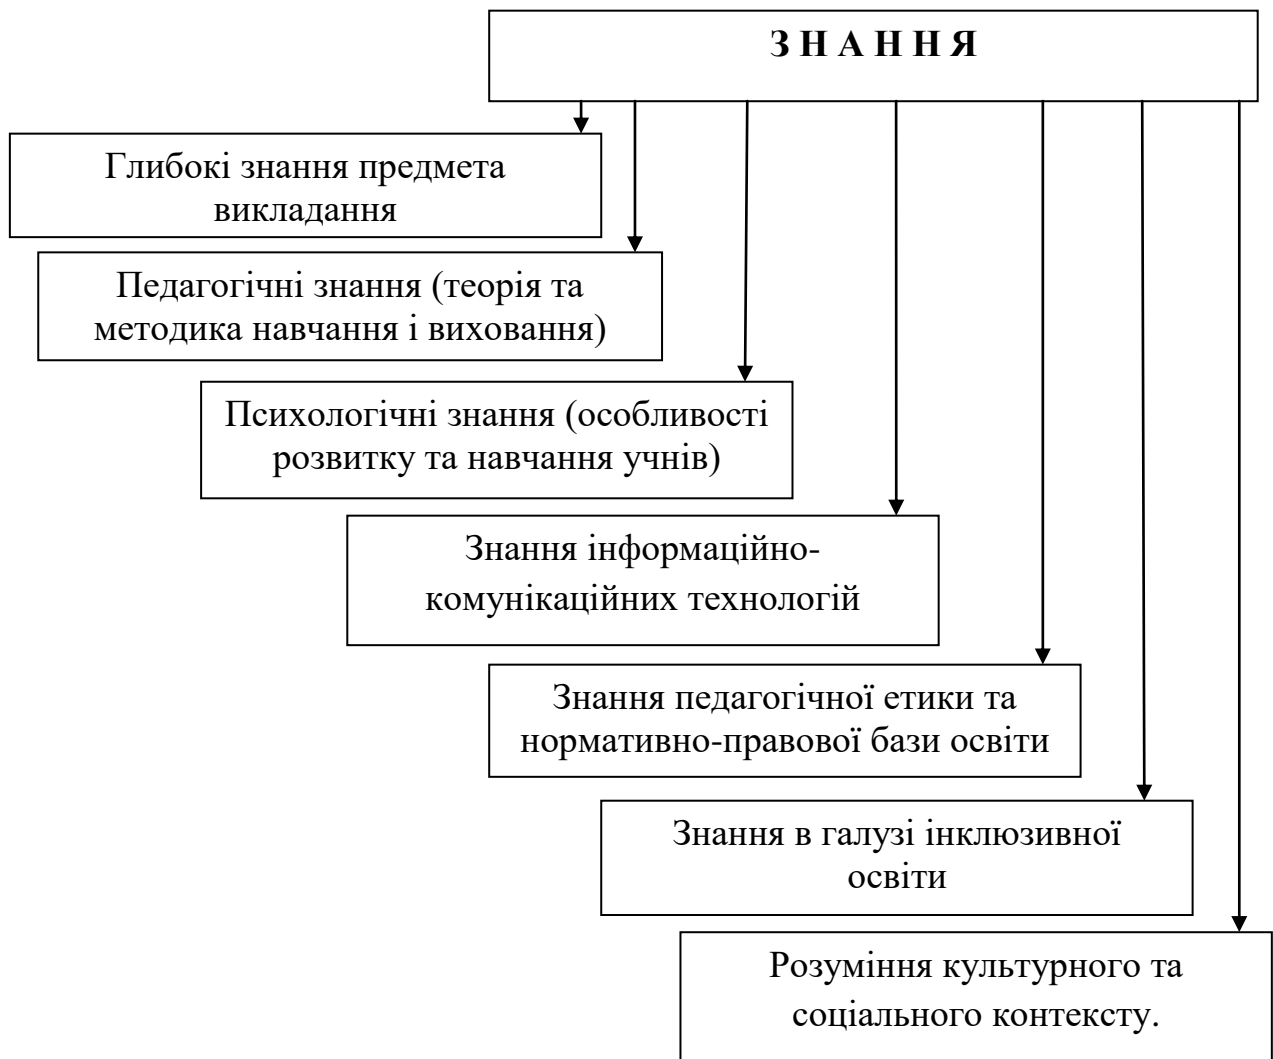 З Н А Н Н Я
Глибокі знання предмета
викладання
Педагогічні знання (теорія та
методика навчання і виховання)
Психологічні знання (особливості
розвитку та навчання учнів)
Знання інформаційно-
комунікаційних технологій
Знання педагогічної етики та
нормативно-правової бази освіти
Знання в галузі інклюзивної
освіти
Розуміння культурного та
соціального контексту.